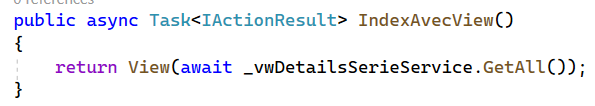 0 references
public async Task<IActionResult> IndexAvecView()
{
return View(await _vwDetailsSerieService.GetAll());
}